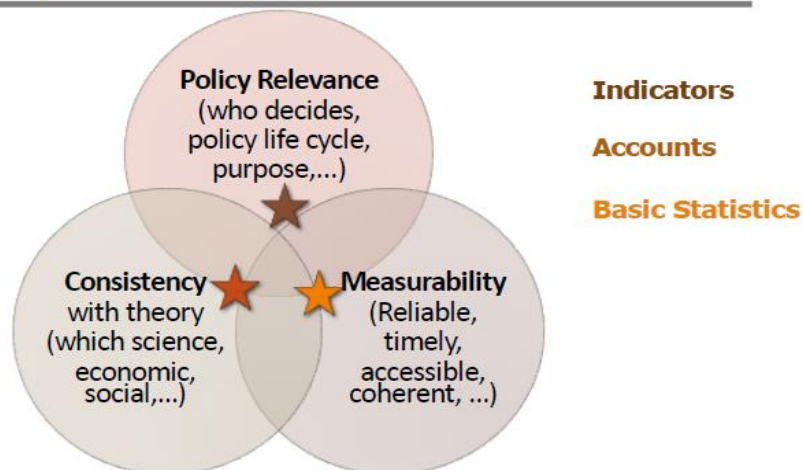 Policy Relevance
(who decides,
policy life cycle,
purpose,...)
Indicators
Accounts
Basic Statistics
Consistency
with theory
(which science,
economic,
social,...)
Measurability
(Reliable,
timely,
accessible,
coherent, ...)